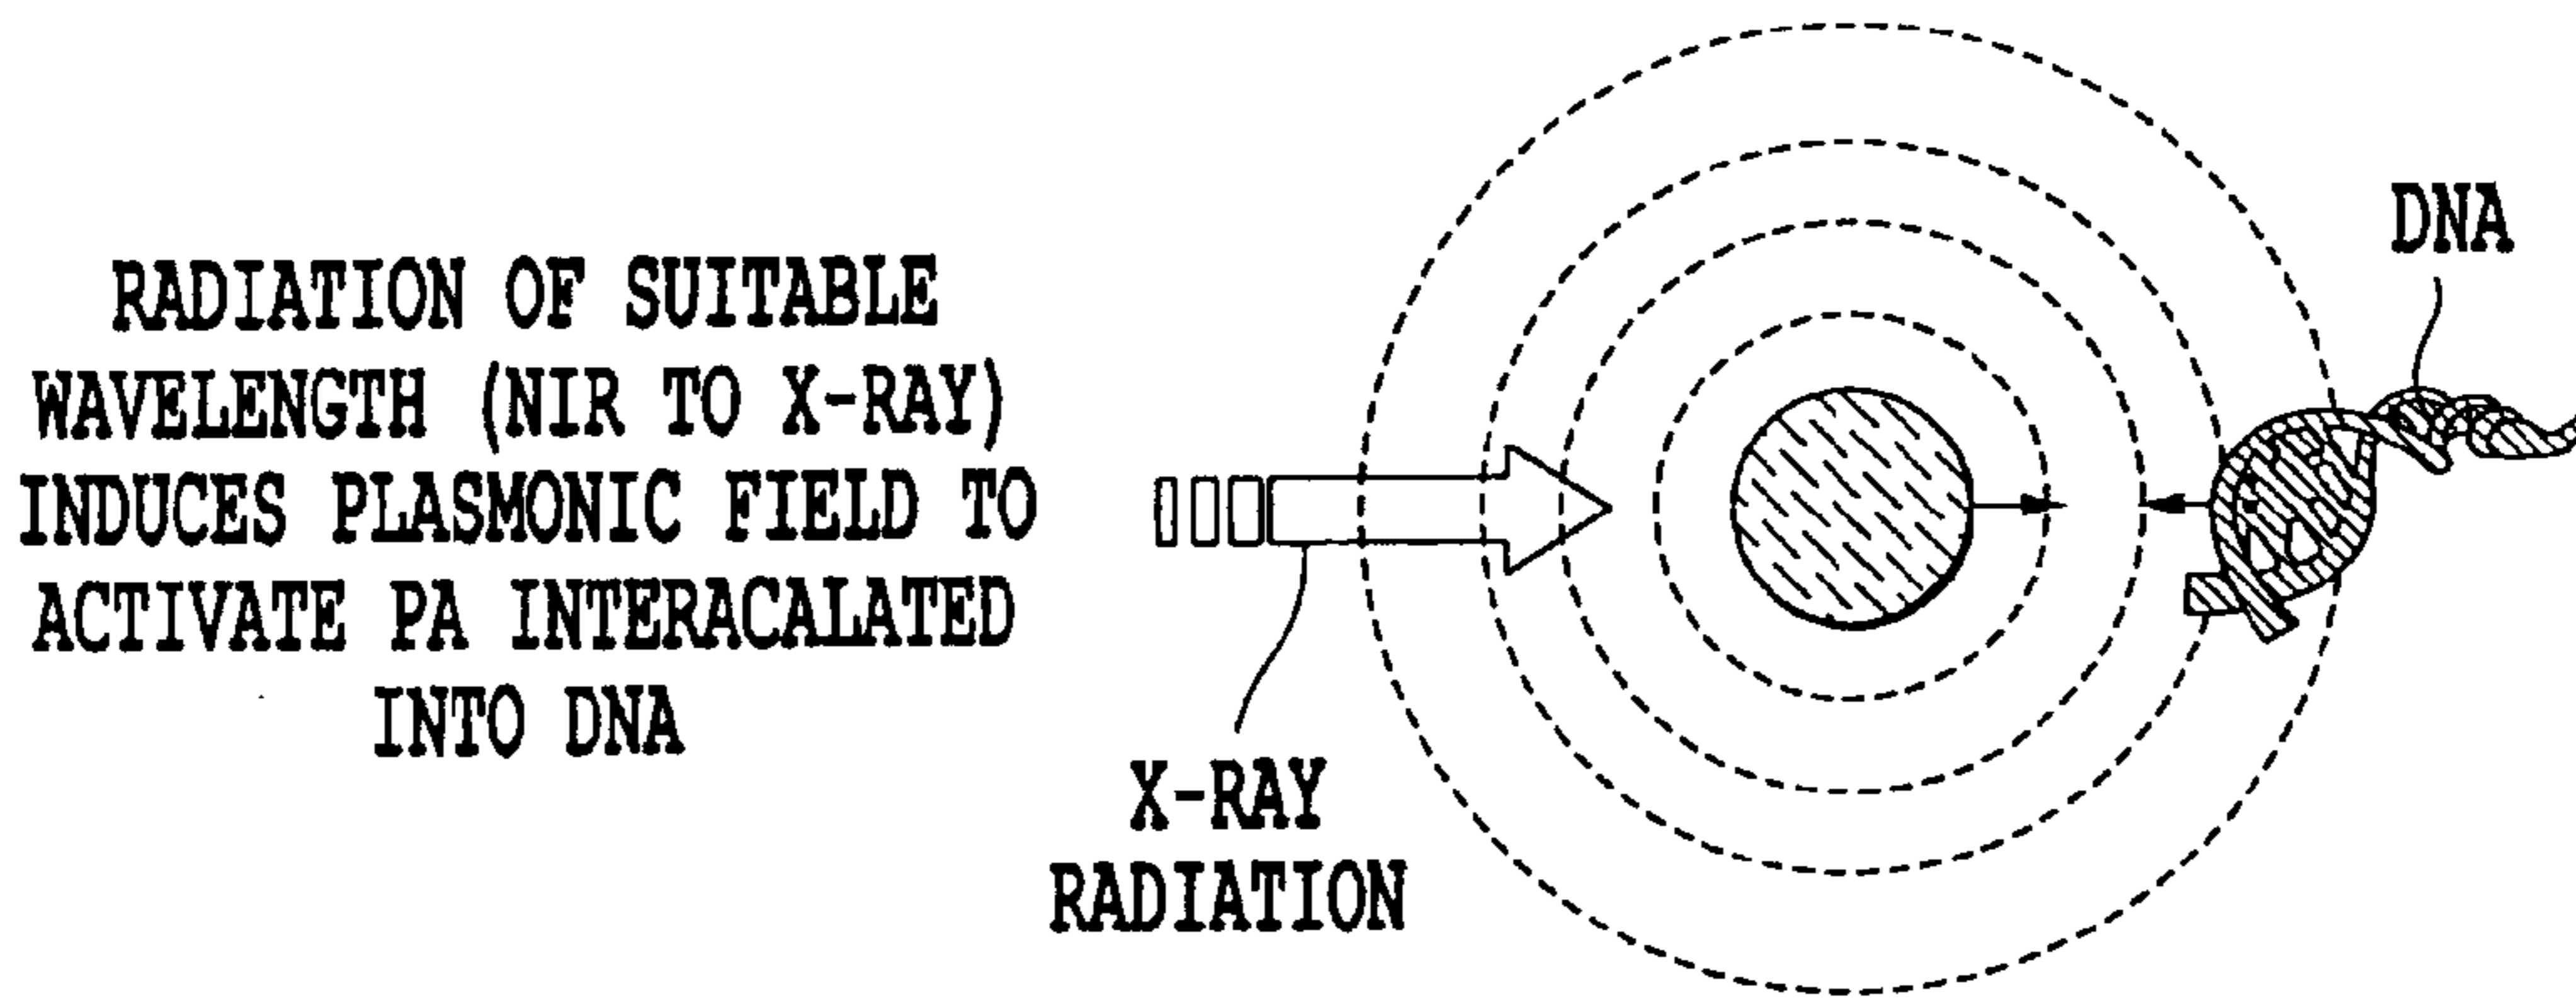 RADIATION OF SUITABLE
WAVELENGTH (NIR TO X-RAY)
INDUCES PLASMONIC FIELD TO
ACTIVATE PA INTERACALATED
INTO DNA
X-RAY
RADIATION
DNA